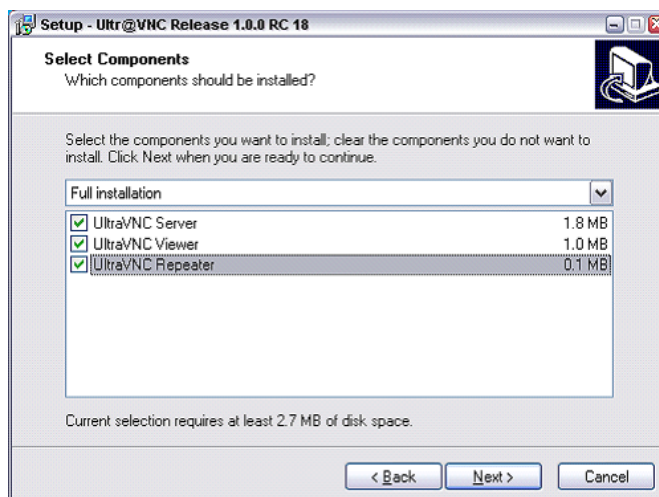 Setup - Ultr@VNC Release 1.0.0 RC 18
Select Components
Which components should be installed?
Select the components you want to install; clear the components you do not want to
install. Click Next when you are ready to continue.
Full installation
UltraVNC Server 1.8 MB
UltraVNC Viewer 1.0 MB
UltraVNC Repeater 0.1 MB
Current selection requires at least 2.7 MB of disk space.
< Back Next > Cancel